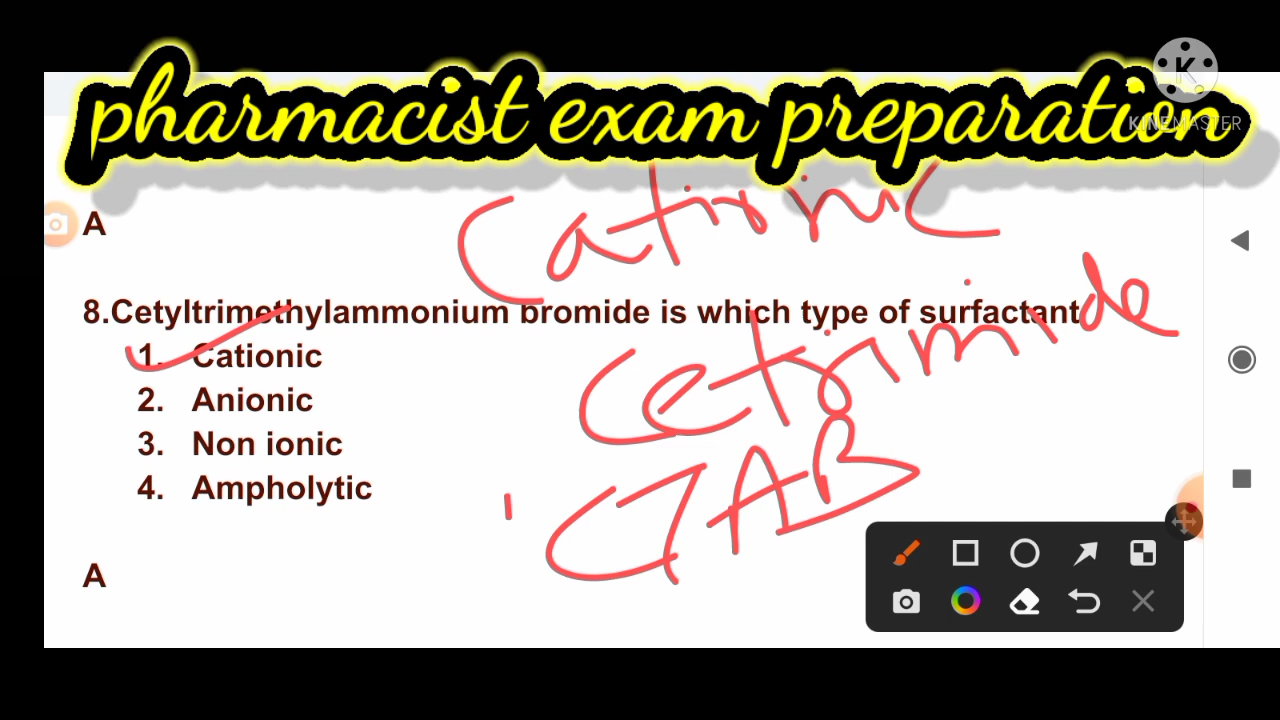 pharmacist exam preparation
KINEMASTER
A
Cationic
8.Cetyltrimethylammonium bromide is which type of surfactant
1. Cationic
2. Anionic
3. Non ionic
4. Ampholytic
Cetrimide
CTAB
A